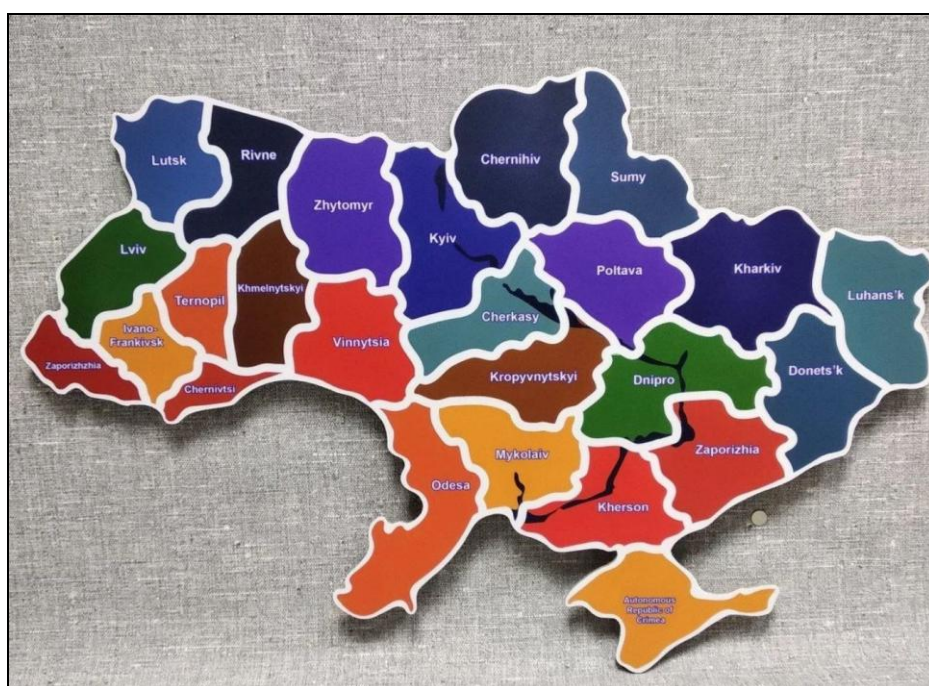 Lutsk
Rivne
Zhytomyr
Kyiv
Chernihiv
Sumy
Lviv
Ternopil
Khmelnytskyi
Vinnytsia
Cherkasy
Poltava
Kharkiv
Luhans'k
Zaporizhzhia
Ivano-
Frankivsk
Chernivtsi
Kropyvnytskyi
Dnipro
Donets'k
Odesa
Mykolaiv
Kherson
Zaporizhia
Autonomous
Republic of
Crimea